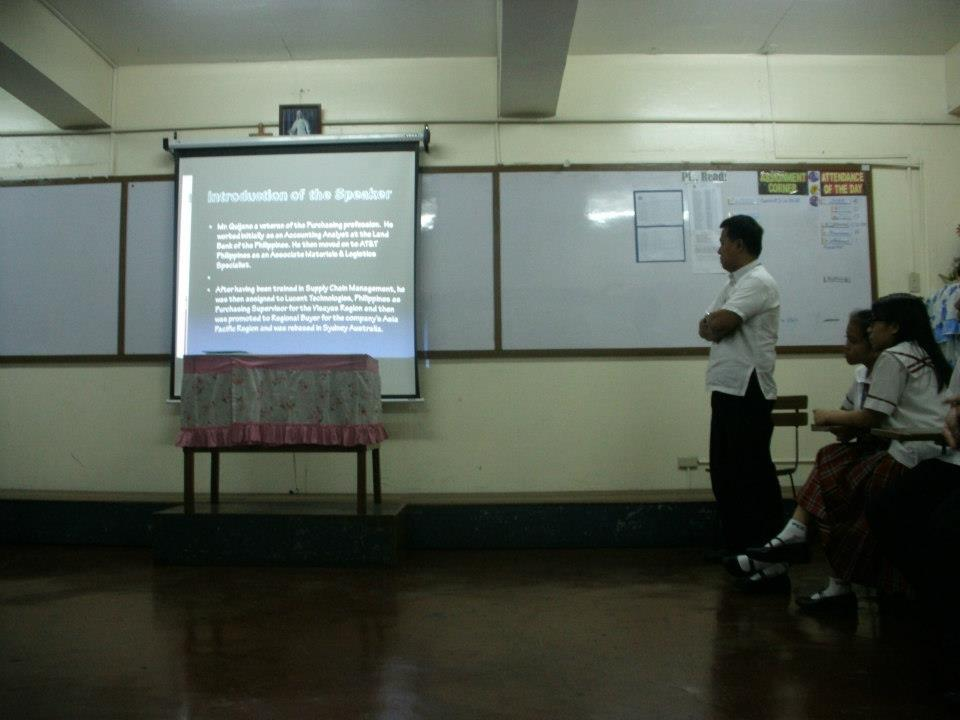 Introduction of the Speaker
Mr. Quijano a veteran of the Purchasing profession. He
worked initially as an Accounting Analyst at the Land
Bank of the Philippines. He then moved on to AT&T
Philippines as an Associate Materials & Logistics
Specialist.
After having been trained in Supply Chain Management, he
was then assigned to Lucent Technologies, Philippines as
Purchasing Supervisor for the Visayas Region and then
was promoted to Regional Buyer for the company's Asia
Pacific Region and was rebased in Sydney Australia.
Read!
ASSIGNMENT
CORNER
ATTENDANCE
OF THE DAY